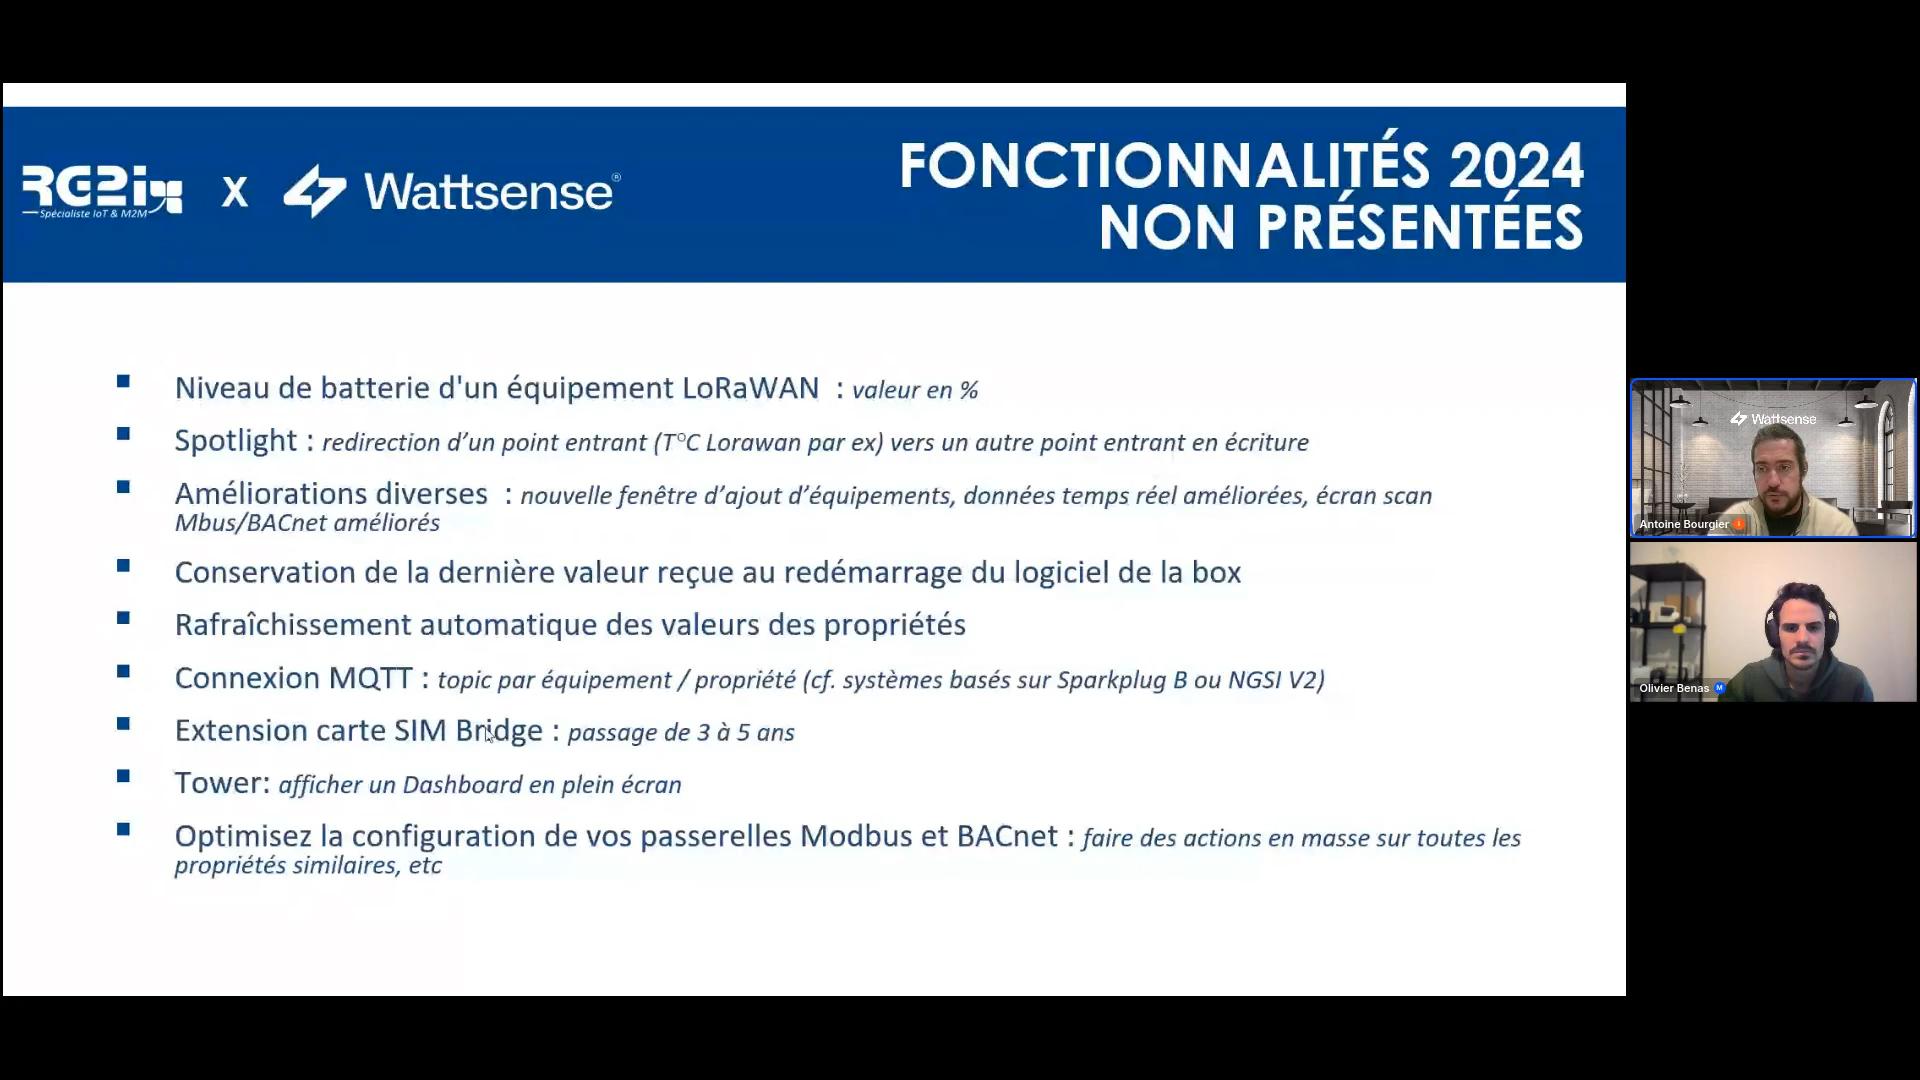 RG2i
Spécialiste IoT & M2M
X
Wattsense®
FONCTIONNALITÉS 2024
NON PRÉSENTÉES
▪ Niveau de batterie d'un équipement LoRaWAN : valeur en %
▪ Spotlight : redirection d’un point entrant (T°C Lorawan par ex) vers un autre point entrant en écriture
▪ Améliorations diverses : nouvelle fenêtre d’ajout d’équipements, données temps réel améliorées, écran scan
Mbus/BACnet améliorés
▪ Conservation de la dernière valeur reçue au redémarrage du logiciel de la box
▪ Rafraîchissement automatique des valeurs des propriétés
▪ Connexion MQTT : topic par équipement / propriété (cf. systèmes basés sur Sparkplug B ou NGSI V2)
▪ Extension carte SIM Bridge : passage de 3 à 5 ans
▪ Tower: afficher un Dashboard en plein écran
▪ Optimisez la configuration de vos passerelles Modbus et BACnet : faire des actions en masse sur toutes les
propriétés similaires, etc
Wattsense
Antoine Bourgier
Olivier Benas M